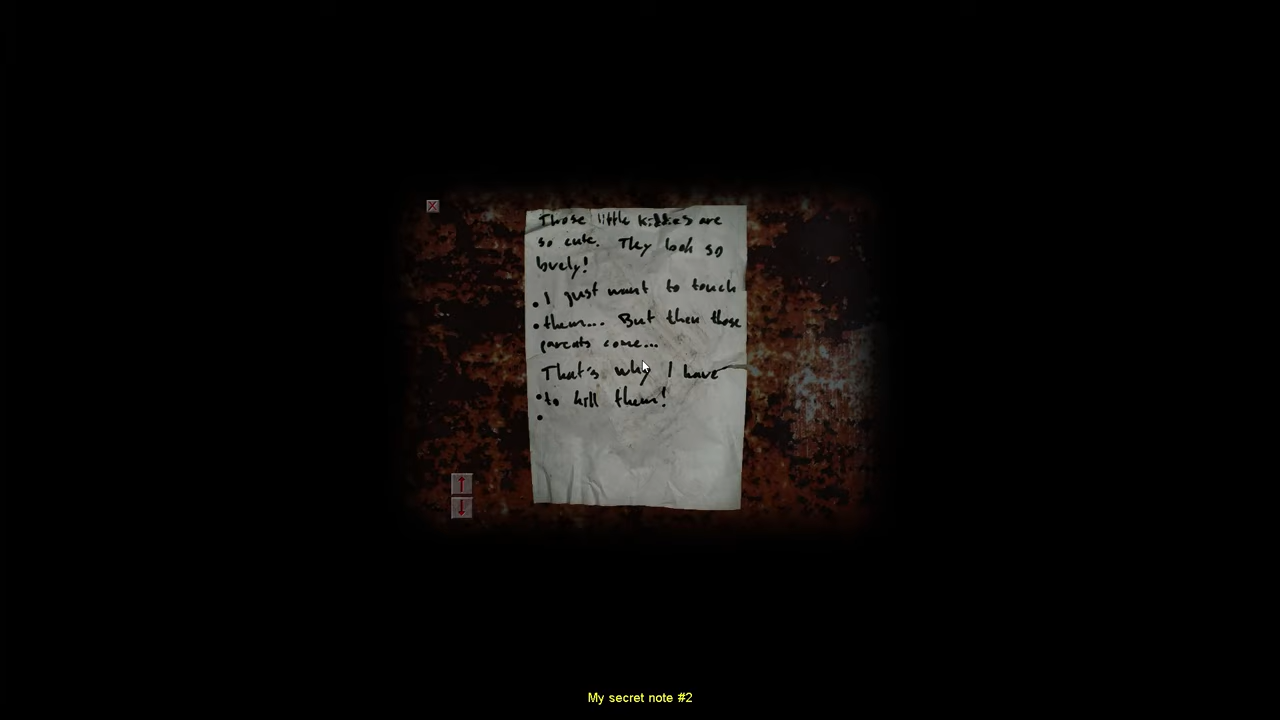 Those little kitties are
so cute. They look so
lovely!
I just want to touch
them... But then those
parents come...
That's why I have
to kill them!
My secret note #2